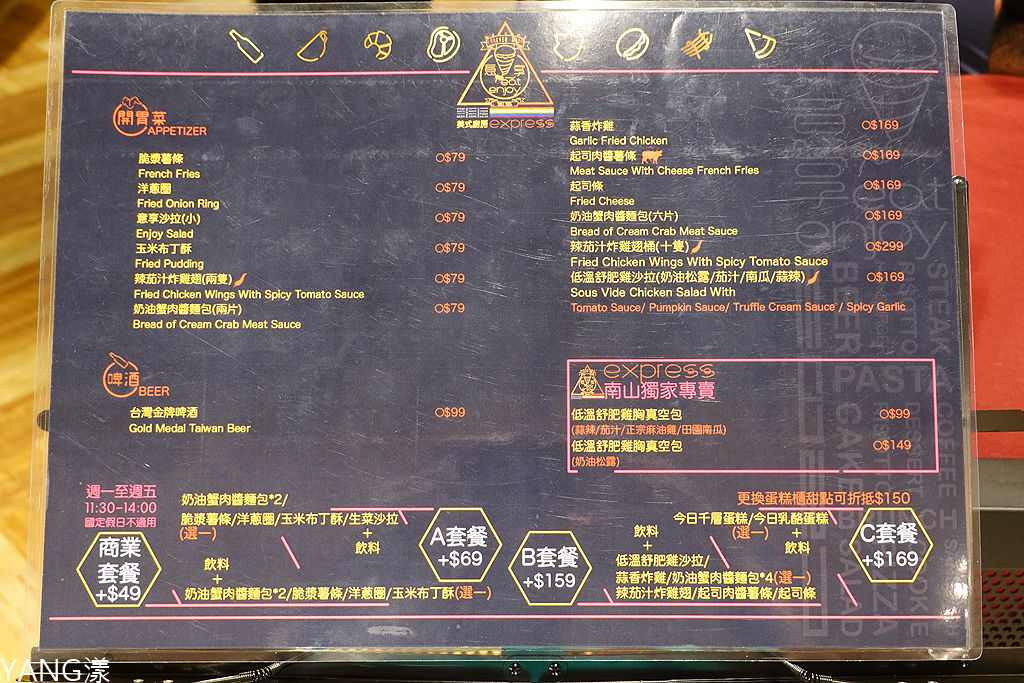 意享
eat
enjoy
美式廚房 express
開胃菜
APPETIZER
脆漿薯條 O$79
French Fries
洋蔥圈 O$79
Fried Onion Ring
意享沙拉(小) O$79
Enjoy Salad
玉米布丁酥 O$79
Fried Pudding
辣茄汁炸雞翅(兩隻) O$79
Fried Chicken Wings With Spicy Tomato Sauce
奶油蟹肉醬麵包(兩片) O$79
Bread of Cream Crab Meat Sauce
蒜香炸雞 O$169
Garlic Fried Chicken
起司肉醬薯條 O$169
Meat Sauce With Cheese French Fries
起司條 O$169
Fried Cheese
奶油蟹肉醬麵包(六片) O$169
Bread of Cream Crab Meat Sauce
辣茄汁炸雞翅桶(十隻) O$299
Fried Chicken Wings With Spicy Tomato Sauce
低溫舒肥雞沙拉(奶油松露/茄汁/南瓜/蒜辣) O$169
Sous Vide Chicken Salad With
Tomato Sauce/ Pumpkin Sauce/ Truffle Cream Sauce / Spicy Garlic
啤酒
BEER
台灣金牌啤酒 O$99
Gold Medal Taiwan Beer
express
南山獨家專賣
低溫舒肥雞胸真空包 O$99
(蒜辣/茄汁/正宗麻油雞/田園南瓜)
低溫舒肥雞胸真空包 O$149
(奶油松露)
週一至週五
11:30-14:00
國定假日不適用
商業
套餐
+$49
飲料
+
奶油蟹肉醬麵包*2/脆漿薯條/洋蔥圈/玉米布丁酥(選一)
奶油蟹肉醬麵包*2/
脆漿薯條/洋蔥圈/玉米布丁酥/生菜沙拉
(選一)
+
飲料
A套餐
+$69
B套餐
+$159
飲料
+
低溫舒肥雞沙拉/
蒜香炸雞/奶油蟹肉醬麵包*4(選一)
辣茄汁炸雞翅/起司肉醬薯條/起司條
更換蛋糕櫃甜點可折抵$150
今日千層蛋糕/今日乳酪蛋糕
(選一)
+
飲料
C套餐
+$169
eat
enjoy
STEAK
COFFEE
PASTA
BEER
CAKE
SALAD
PIZZA
YANG漾